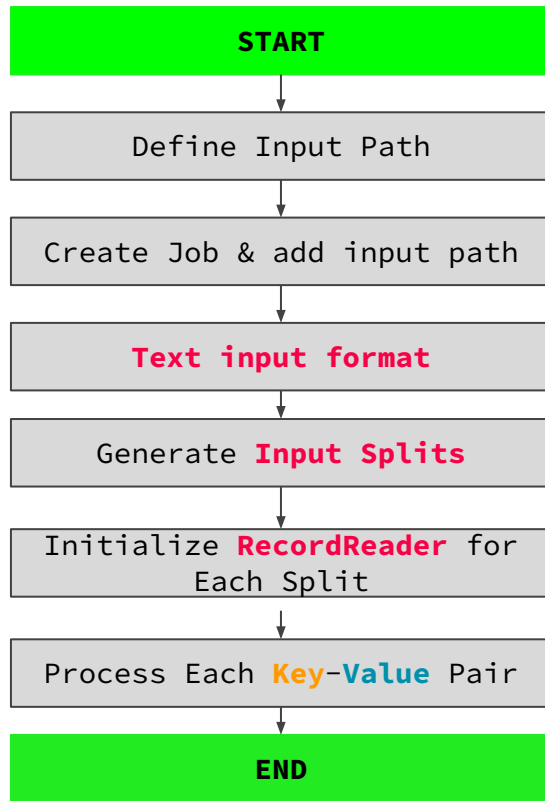 START
Define Input Path
Create Job & add input path
Text input format
Generate Input Splits
Initialize RecordReader for
Each Split
Process Each Key-Value Pair
END